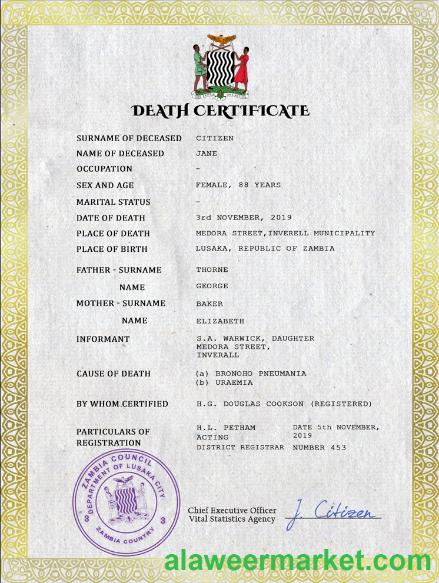 DEATH CERTIFICATE
SURNAME OF DECEASED CITIZEN
NAME OF DECEASED JANE
OCCUPATION -
SEX AND AGE FEMALE, 88 YEARS
MARITAL STATUS -
DATE OF DEATH 3rd NOVEMBER, 2019
PLACE OF DEATH MEDORA STREET,INVERELL MUNICIPALITY
PLACE OF BIRTH LUSAKA, REPUBLIC OF ZAMBIA
FATHER - SURNAME THORNE
NAME GEORGE
MOTHER - SURNAME BAKER
NAME ELIZABETH
INFORMANT S.A. WARWICK, DAUGHTER
MEDORA STREET,
INVERALL
CAUSE OF DEATH (a) BRONOHO PNEUMANIA
(b) URAEMIA
BY WHOM.CERTIFIED H.G. DOUGLAS COOKSON (REGISTERED)
PARTICULARS OF H.L. PETHAM DATE 5th NOVEMBER,
REGISTRATION ACTING 2019
DISTRICT REGISTRAR NUMBER 453
ZAMBIA COUNCIL
DEPARTMENT OF LUSAKA CITY
3 3
ZAMBIA COUNTRY
Chief Executive Officer
Vital Statistics Agency J. Citizen
alaweermarket.com